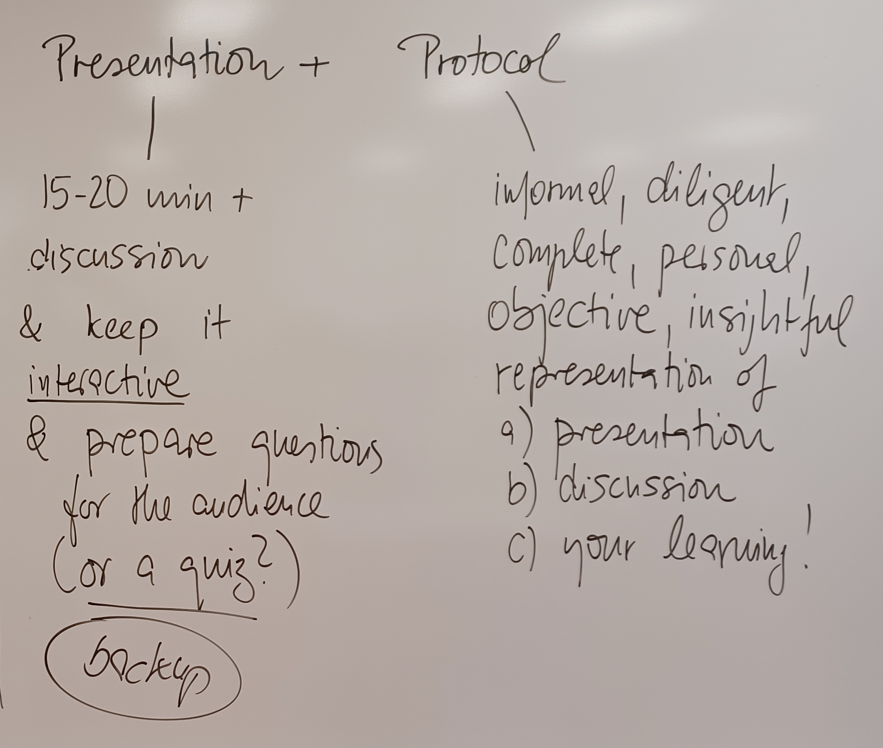 Presentation + Protocol
15-20 min +
discussion
& keep it
interactive
& prepare questions
for the audience
(or a quiz?)
backup
informel, diligent,
complete, personal,
objective, insightful
representation of
a) presentation
b) discussion
c) your learning!